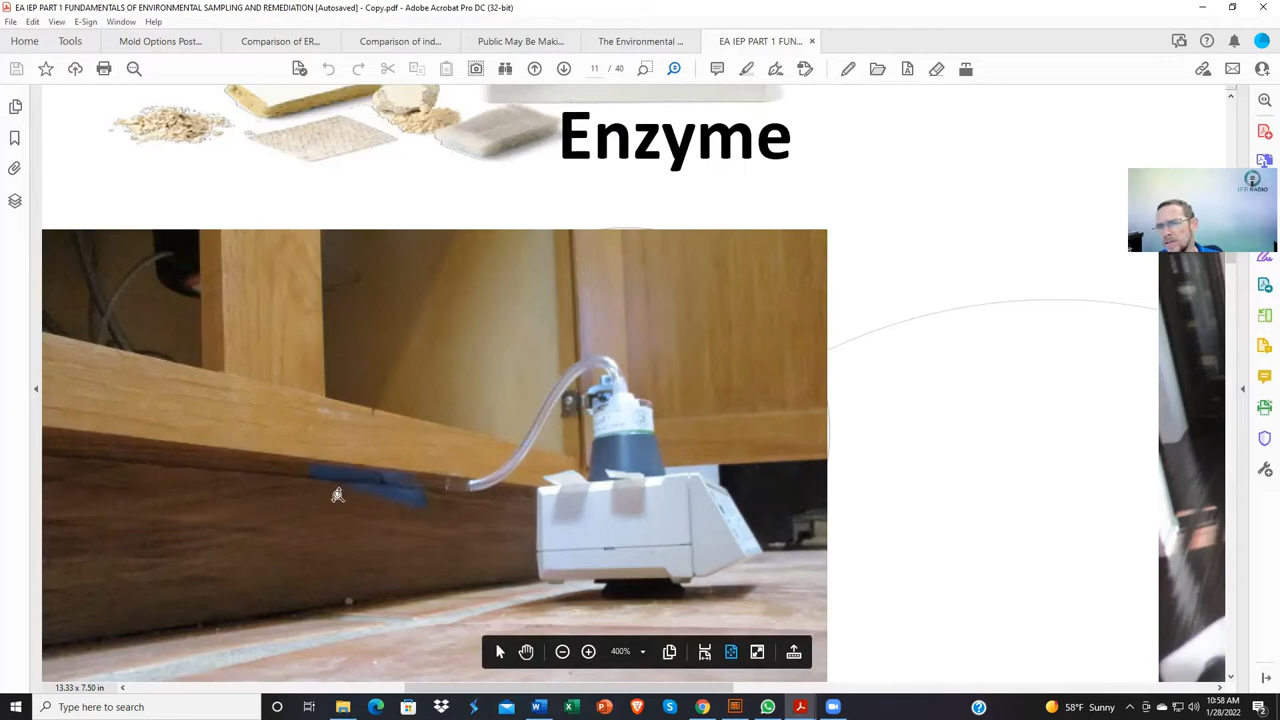 EA IEP PART 1 FUNDAMENTALS OF ENVIRONMENTAL SAMPLING AND REMEDIATION [Autosaved] - Copy.pdf - Adobe Acrobat Pro DC (32-bit)
File Edit View E-Sign Window Help
Home Tools Mold Options Post... Comparison of ER... Comparison of ind... Public May Be Maki... The Environmental ... EA IEP PART 1 FUN... ×
11 / 40
Enzyme
RADIO
400%
13.33 x 7.50 in
Type here to search
58°F Sunny
10:58 AM
1/28/2022